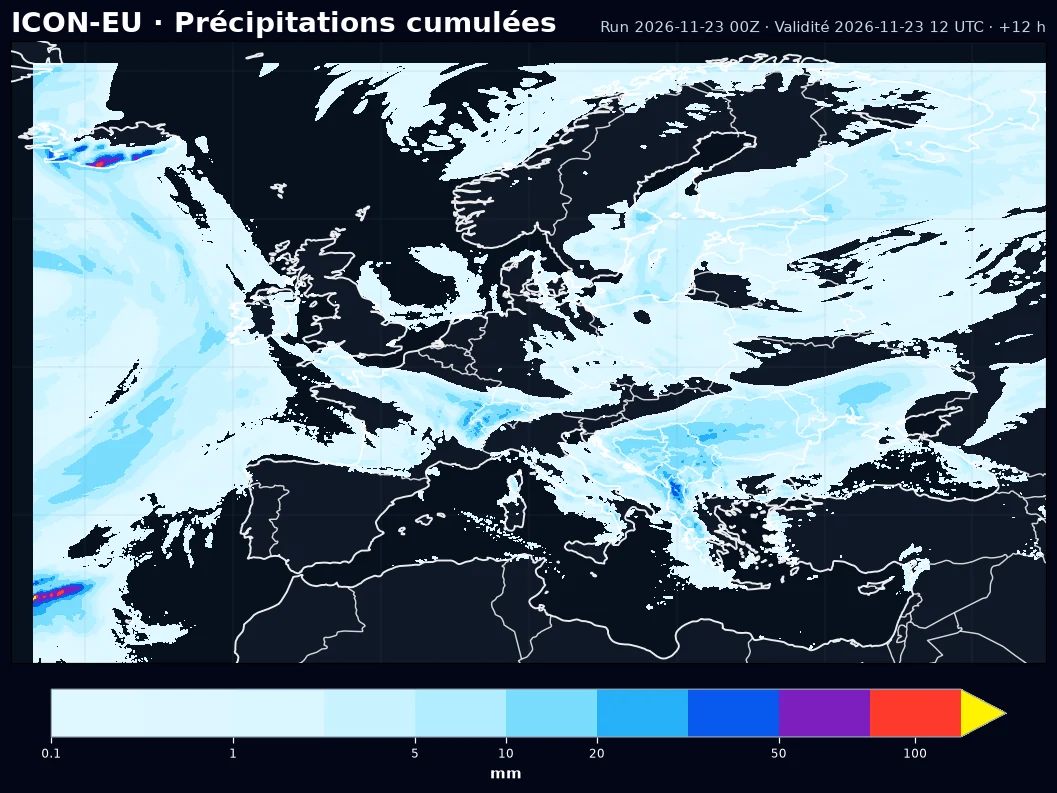 ICON-EU · Précipitations cumulées
Run 2026-11-23 00Z · Validité 2026-11-23 12 UTC · +12 h
0.1 1 5 10 20 50 100
mm